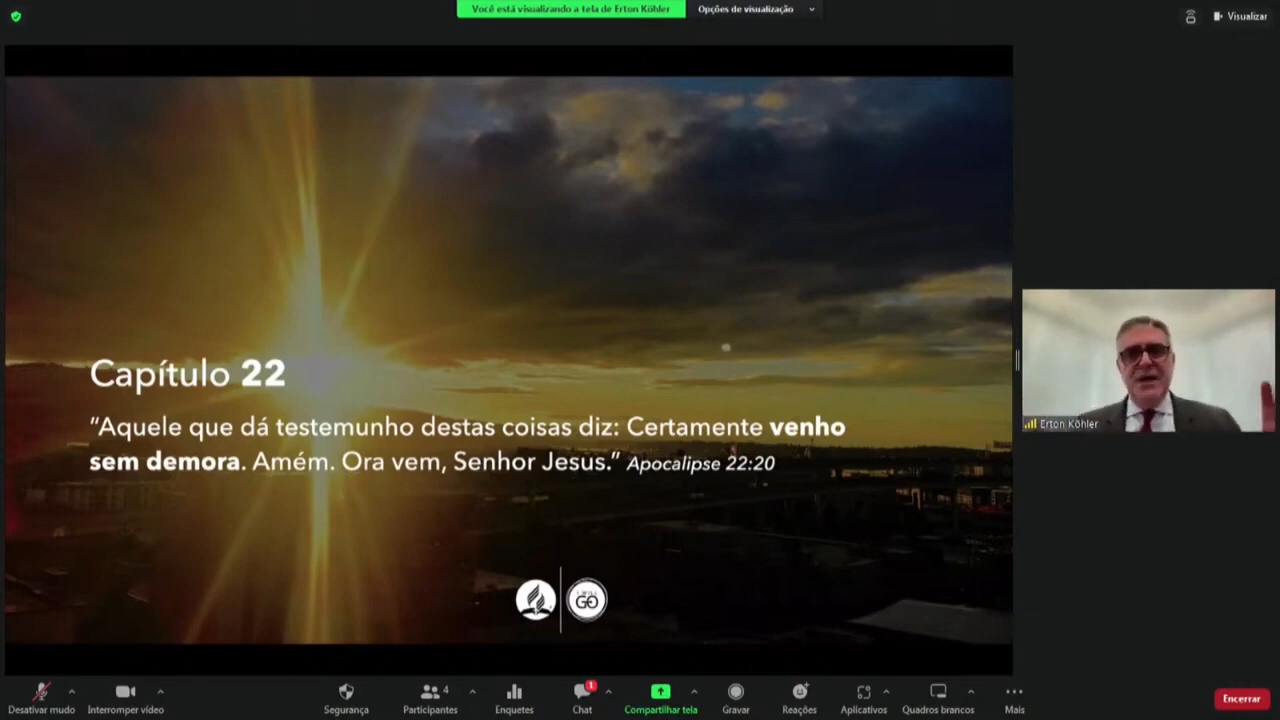 Você está visualizando a tela de Erton Köhler
Opções de visualização
Visualizar
Capítulo 22
“Aquele que dá testemunho destas coisas diz: Certamente venho
sem demora. Amém. Ora vem, Senhor Jesus.” Apocalipse 22:20
I WILL
GO
Erton Köhler
Desativar mudo
Interromper vídeo
Segurança
4
Participantes
Enquetes
1
Chat
Compartilhar tela
Gravar
Reações
Aplicativos
Quadros brancos
Mais
Encerrar